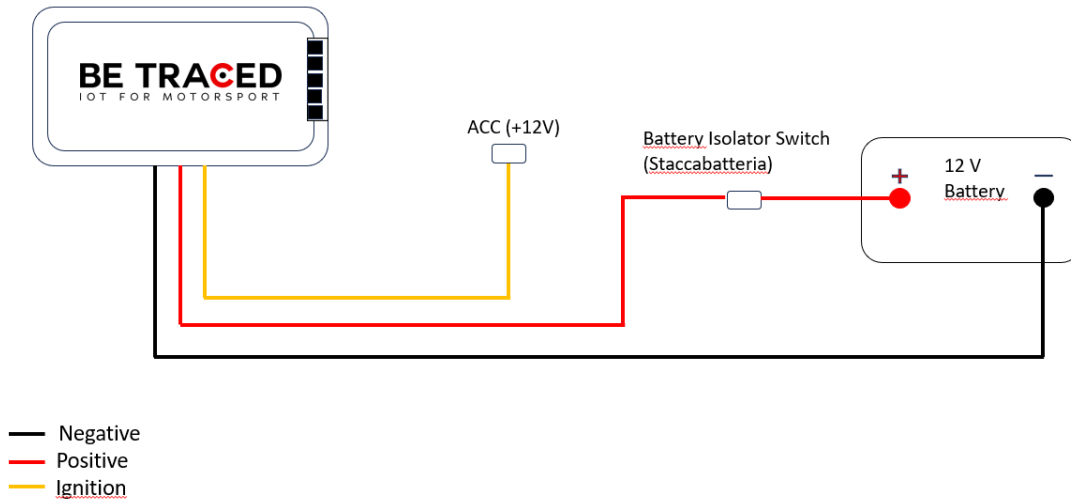 BE TRACED
IOT FOR MOTORSPORT
ACC (+12V)
Battery Isolator Switch
(Staccabatteria)
12 V
Battery
+
−
Negative
Positive
Ignition